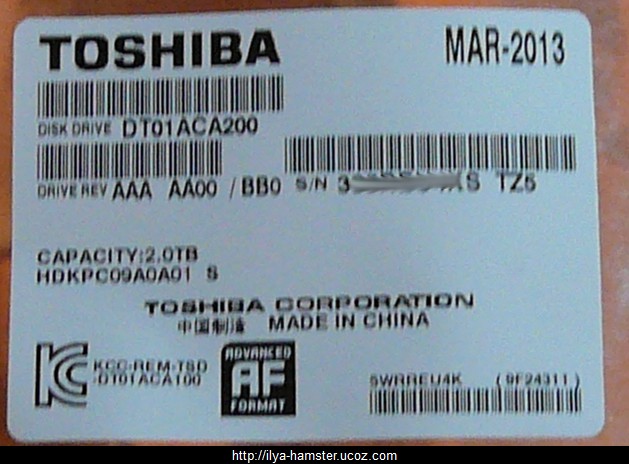 TOSHIBA MAR-2013
DISK DRIVE DT01ACA200
DRIVE REV AAA AA00 / BB0 S/N 3 S TZ5
CAPACITY:2.0TB
HDKPC09A0A01 S
TOSHIBA CORPORATION
中国制造 MADE IN CHINA
KCC-REM-TSD
-DT01ACA100
ADVANCED
AF
FORMAT
5WRREU4K (9F24311)
http://ilya-hamster.ucoz.com